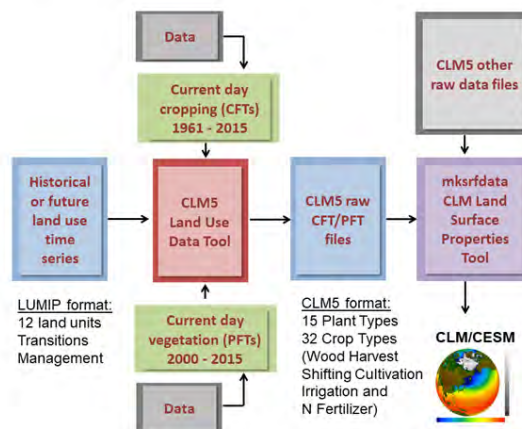 Data
CLM5 other
raw data files
Current day
cropping (CFTs)
1961 - 2015
Historical
or future
land use
time
series
CLM5
Land Use
Data Tool
CLM5 raw
CFT/PFT
files
mksrfdata
CLM Land
Surface
Properties
Tool
LUMIP format:
12 land units
Transitions
Management
Current day
vegetation (PFTs)
2000 - 2015
CLM5 format:
15 Plant Types
32 Crop Types
(Wood Harvest
Shifting Cultivation
Irrigation and
N Fertilizer)
CLM/CESM
Data